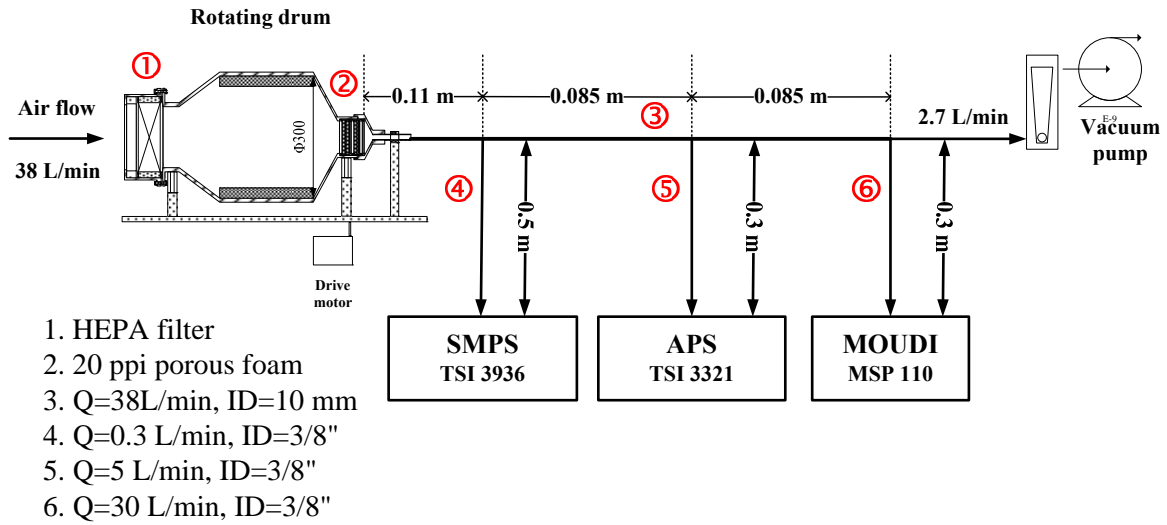 Rotating drum
①
Air flow
38 L/min
②
Φ300
0.11 m
0.085 m
0.085 m
③
2.7 L/min
E-9
Vacuum
pump
④
0.5 m
⑤
0.3 m
⑥
0.3 m
Drive
motor
SMPS
TSI 3936
APS
TSI 3321
MOUDI
MSP 110
1. HEPA filter
2. 20 ppi porous foam
3. Q=38L/min, ID=10 mm
4. Q=0.3 L/min, ID=3/8"
5. Q=5 L/min, ID=3/8"
6. Q=30 L/min, ID=3/8"